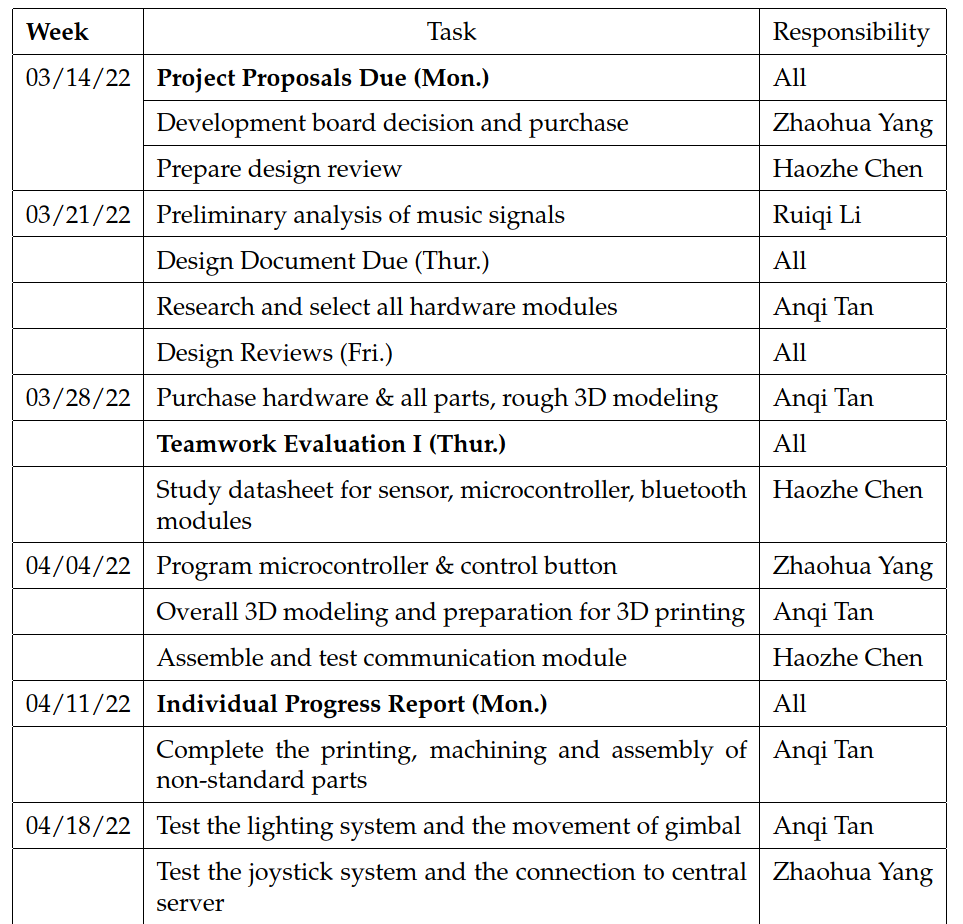 Week Task Responsibility
03/14/22 Project Proposals Due (Mon.) All
Development board decision and purchase Zhaohua Yang
Prepare design review Haozhe Chen
03/21/22 Preliminary analysis of music signals Ruiqi Li
Design Document Due (Thur.) All
Research and select all hardware modules Anqi Tan
Design Reviews (Fri.) All
03/28/22 Purchase hardware & all parts, rough 3D modeling Anqi Tan
Teamwork Evaluation I (Thur.) All
Study datasheet for sensor, microcontroller, bluetooth Haozhe Chen
modules
04/04/22 Program microcontroller & control button Zhaohua Yang
Overall 3D modeling and preparation for 3D printing Anqi Tan
Assemble and test communication module Haozhe Chen
04/11/22 Individual Progress Report (Mon.) All
Complete the printing, machining and assembly of Anqi Tan
non-standard parts
04/18/22 Test the lighting system and the movement of gimbal Anqi Tan
Test the joystick system and the connection to central Zhaohua Yang
server